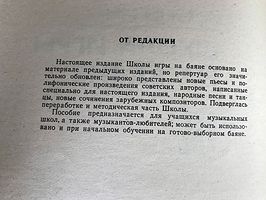 ОТ РЕДАКЦИИ
Настоящее издание Школы игры на баяне основано на
материале предыдущих изданий, но репертуар его значи-
тельно обновлен: широко представлены новые пьесы и по-
лифонические произведения советских авторов, написанные
специально для настоящего издания, народные песни и тан-
цы, новые сочинения зарубежных композиторов. Подверглась
переработке и методическая часть Школы.
Пособие предназначается для учащихся музыкальных
школ, а также музыкантов-любителей; может быть использо-
вано и при начальном обучении на готово-выборном баяне.